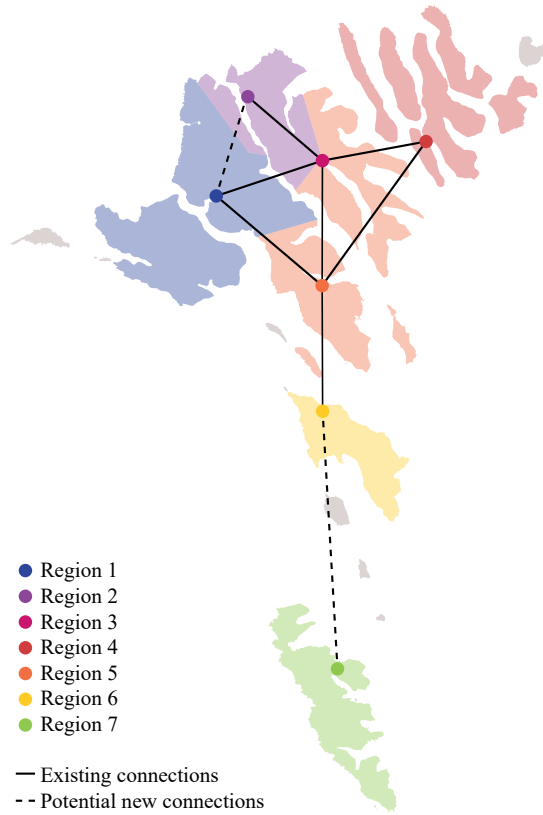 Region 1
Region 2
Region 3
Region 4
Region 5
Region 6
Region 7
Existing connections
Potential new connections